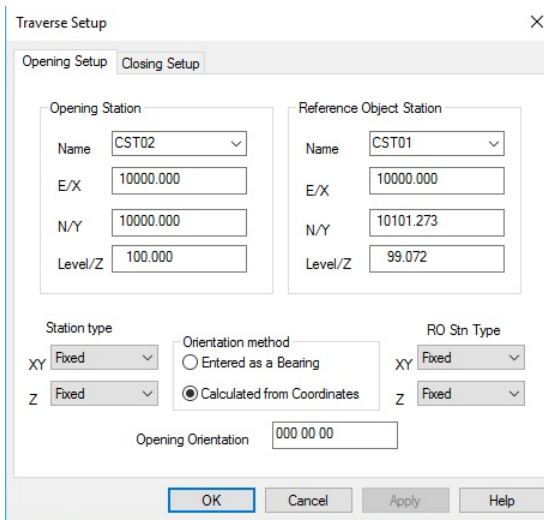 Traverse Setup
Opening Setup Closing Setup
Opening Station
Name CST02
E/X 10000.000
N/Y 10000.000
Level/Z 100.000
Reference Object Station
Name CST01
E/X 10000.000
N/Y 10101.273
Level/Z 99.072
Station type
XY Fixed
Z Fixed
Orientation method
Entered as a Bearing
Calculated from Coordinates
RO Stn Type
XY Fixed
Z Fixed
Opening Orientation 000 00 00
OK Cancel Apply Help